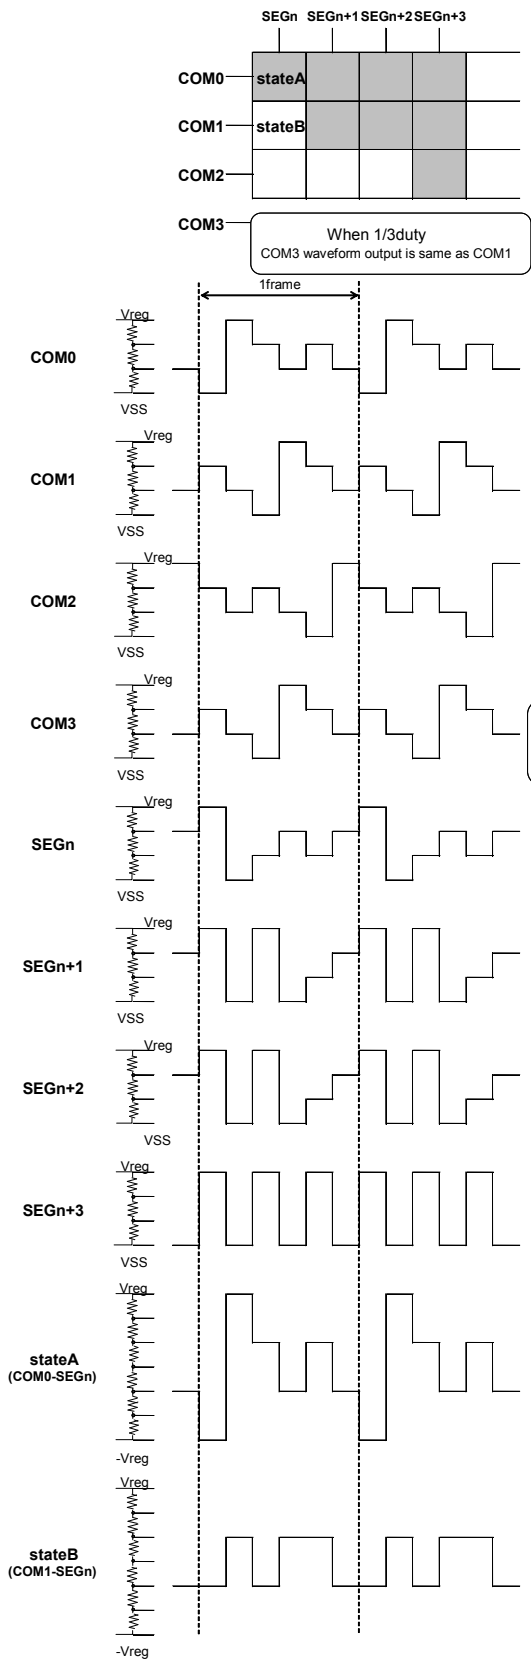 SEGn SEGn+1 SEGn+2 SEGn+3
COM0 stateA
COM1 stateB
COM2
COM3
When 1/3duty
COM3 waveform output is same as COM1
1frame
Vreg
COM0
VSS
Vreg
COM1
VSS
Vreg
COM2
VSS
Vreg
COM3
VSS
Vreg
SEGn
VSS
Vreg
SEGn+1
VSS
Vreg
SEGn+2
VSS
Vreg
SEGn+3
VSS
Vreg
stateA
(COM0-SEGn)
-Vreg
Vreg
stateB
(COM1-SEGn)
-Vreg